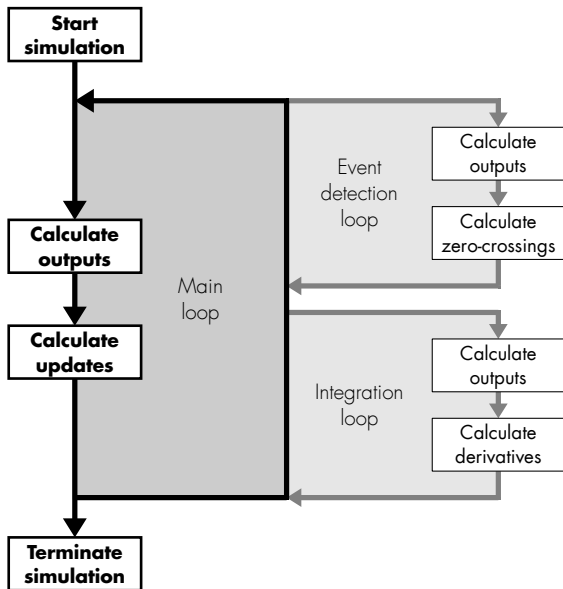 Start
simulation
Calculate
outputs
Event
detection
loop
Calculate
zero-crossings
Calculate
outputs
Main
loop
Calculate
updates
Calculate
outputs
Integration
loop
Calculate
derivatives
Terminate
simulation